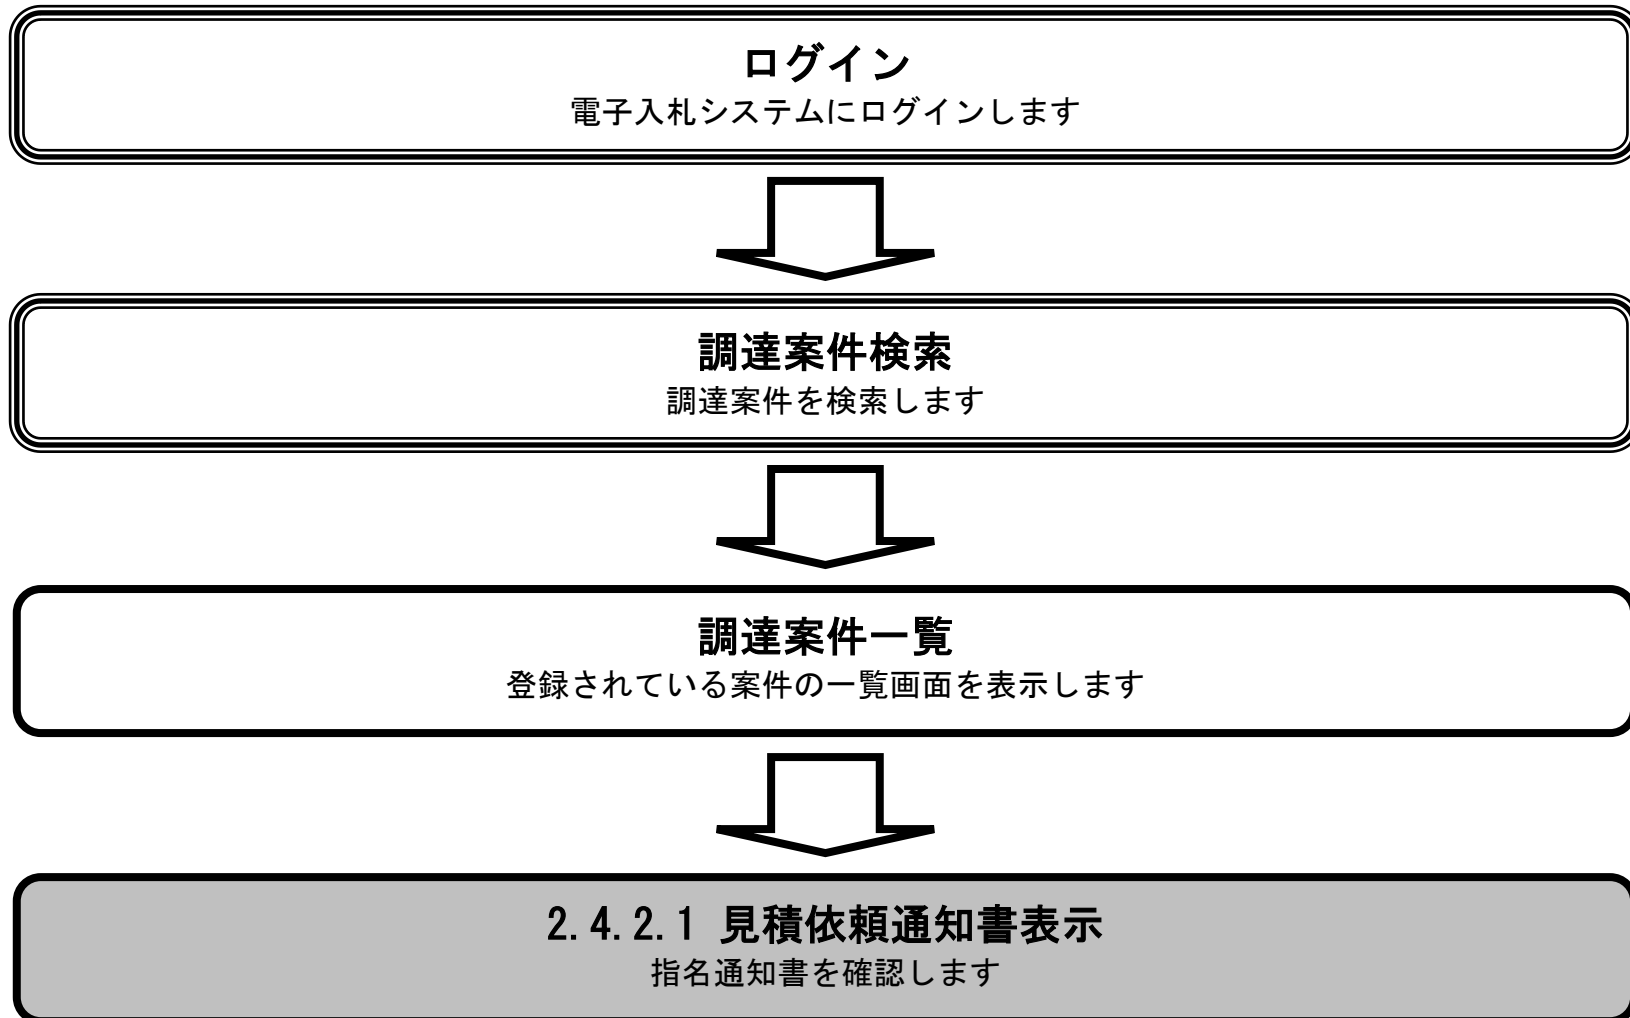 ログイン
電子入札システムにログインします
調達案件検索
調達案件を検索します
調達案件一覧
登録されている案件の一覧画面を表示します
2.4.2.1 見積依頼通知書表示
指名通知書を確認します